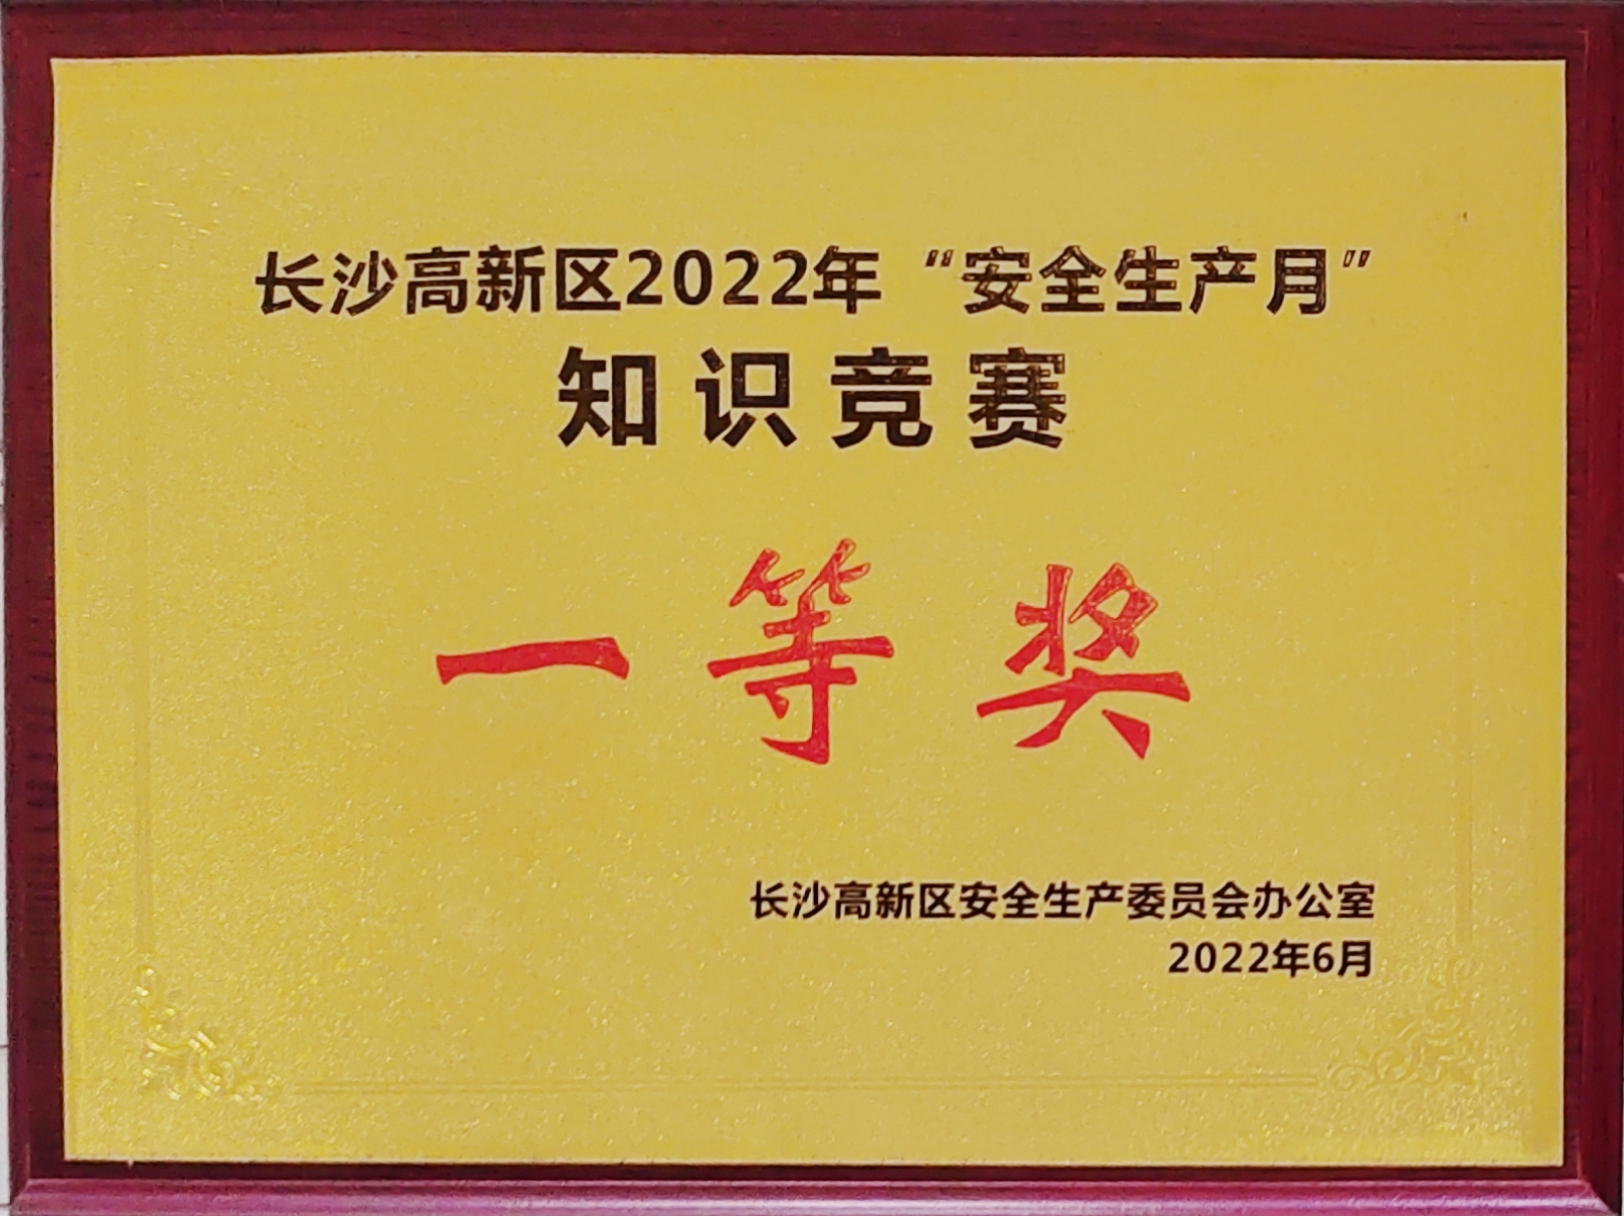 长沙高新区2022年“安全生产月”
知识竞赛
一等奖
长沙高新区安全生产委员会办公室
2022年6月